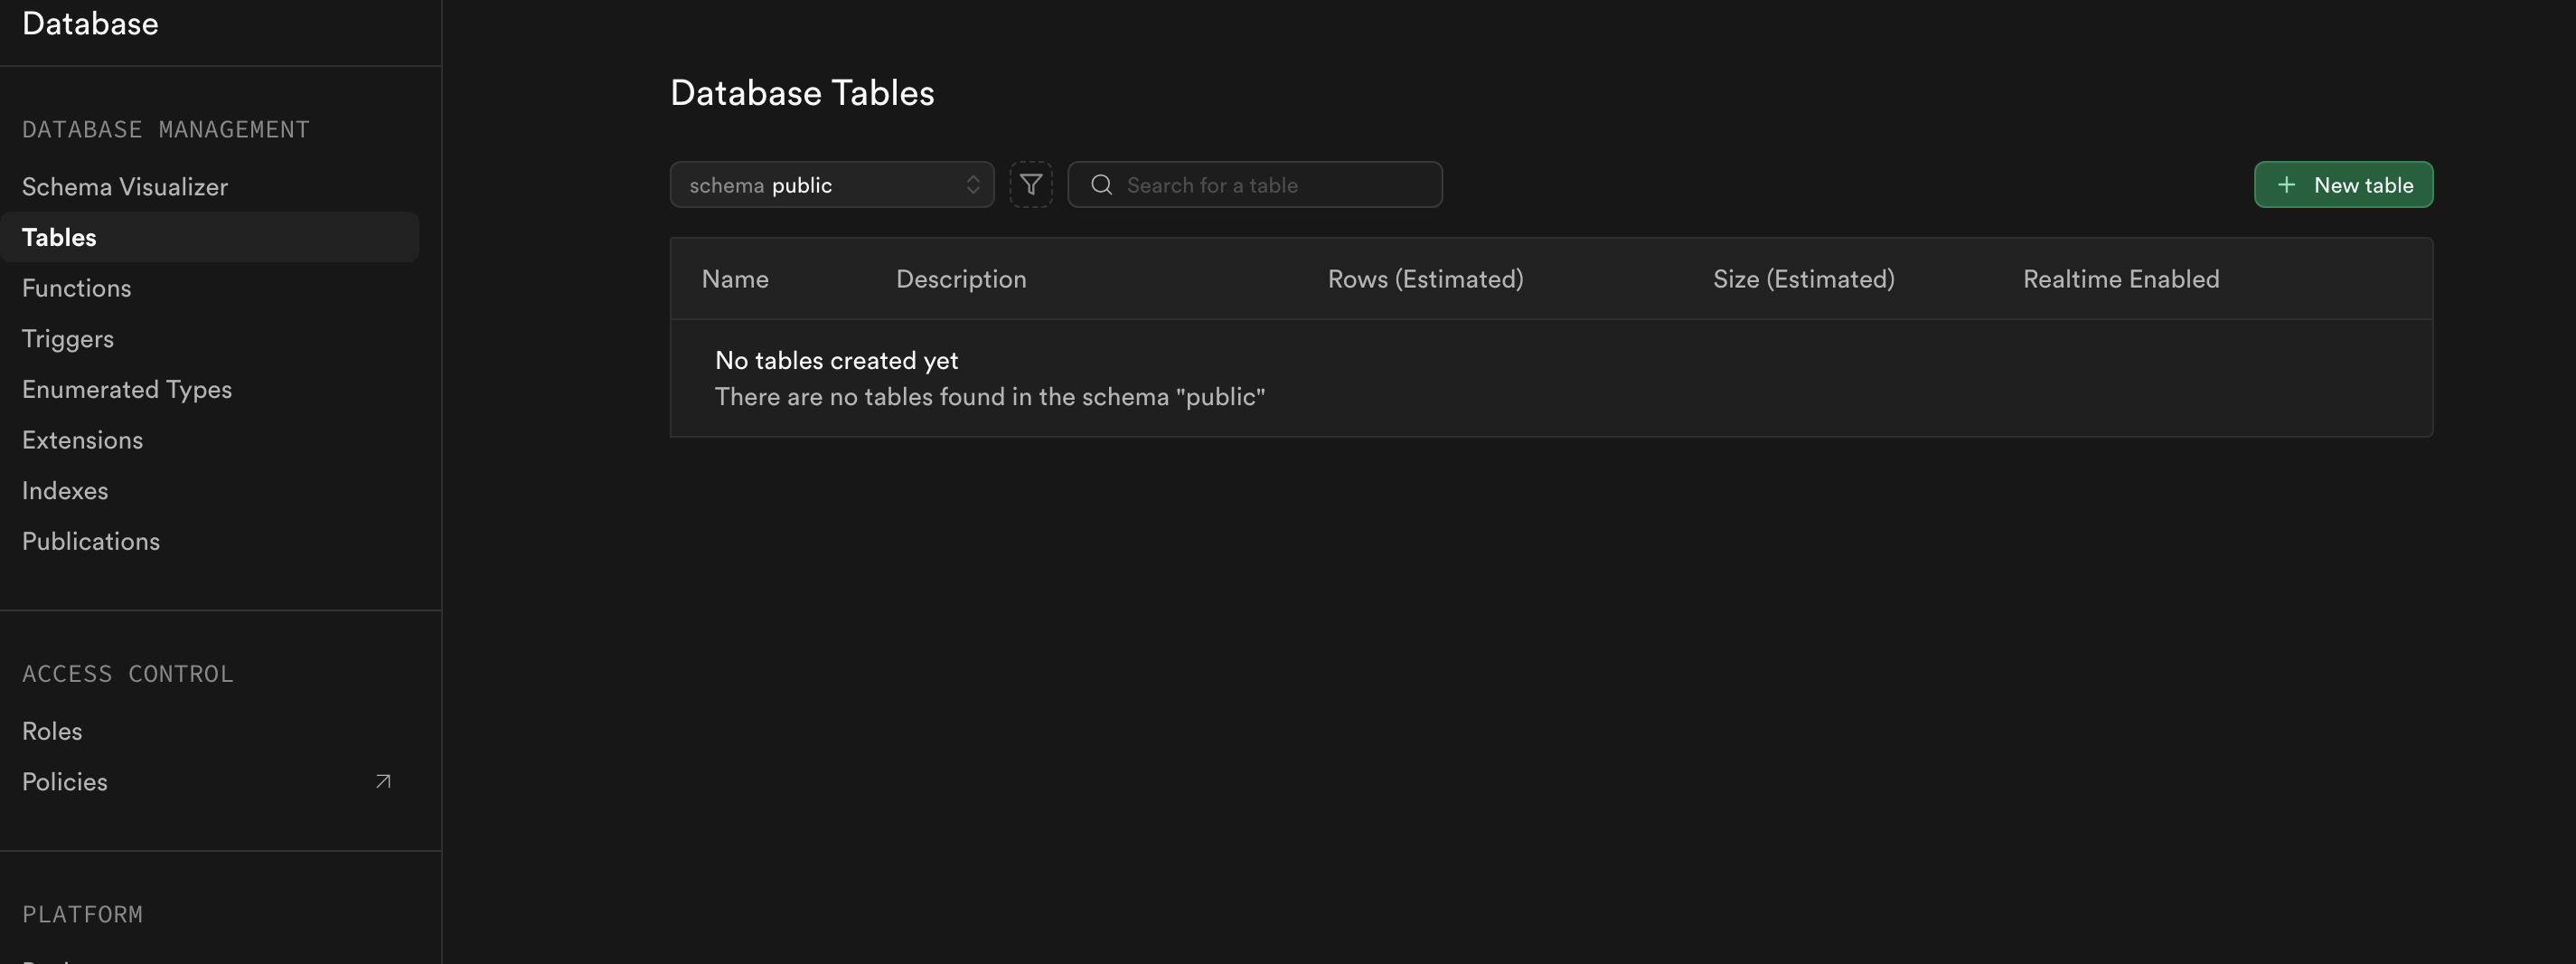 Database
DATABASE MANAGEMENT
Schema Visualizer
Tables
Functions
Triggers
Enumerated Types
Extensions
Indexes
Publications
ACCESS CONTROL
Roles
Policies
PLATFORM
Database Tables
schema public
Search for a table
New table
Name Description Rows (Estimated) Size (Estimated) Realtime Enabled
No tables created yet
There are no tables found in the schema "public"